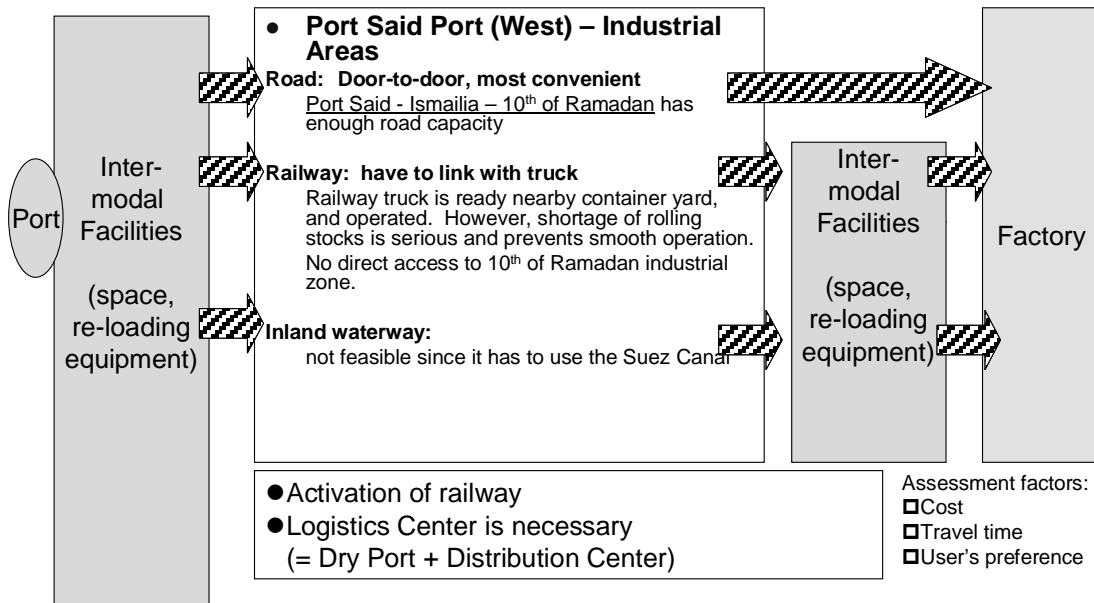 Port
Inter-
modal
Facilities
(space,
re-loading
equipment)
● Port Said Port (West) – Industrial
Areas
Road: Door-to-door, most convenient
Port Said - Ismailia – 10th of Ramadan has
enough road capacity
Railway: have to link with truck
Railway truck is ready nearby container yard,
and operated. However, shortage of rolling
stocks is serious and prevents smooth operation.
No direct access to 10th of Ramadan industrial
zone.
Inland waterway:
not feasible since it has to use the Suez Canal
Inter-
modal
Facilities
(space,
re-loading
equipment)
Factory
●Activation of railway
●Logistics Center is necessary
(= Dry Port + Distribution Center)
Assessment factors:
❑Cost
❑Travel time
❑User’s preference